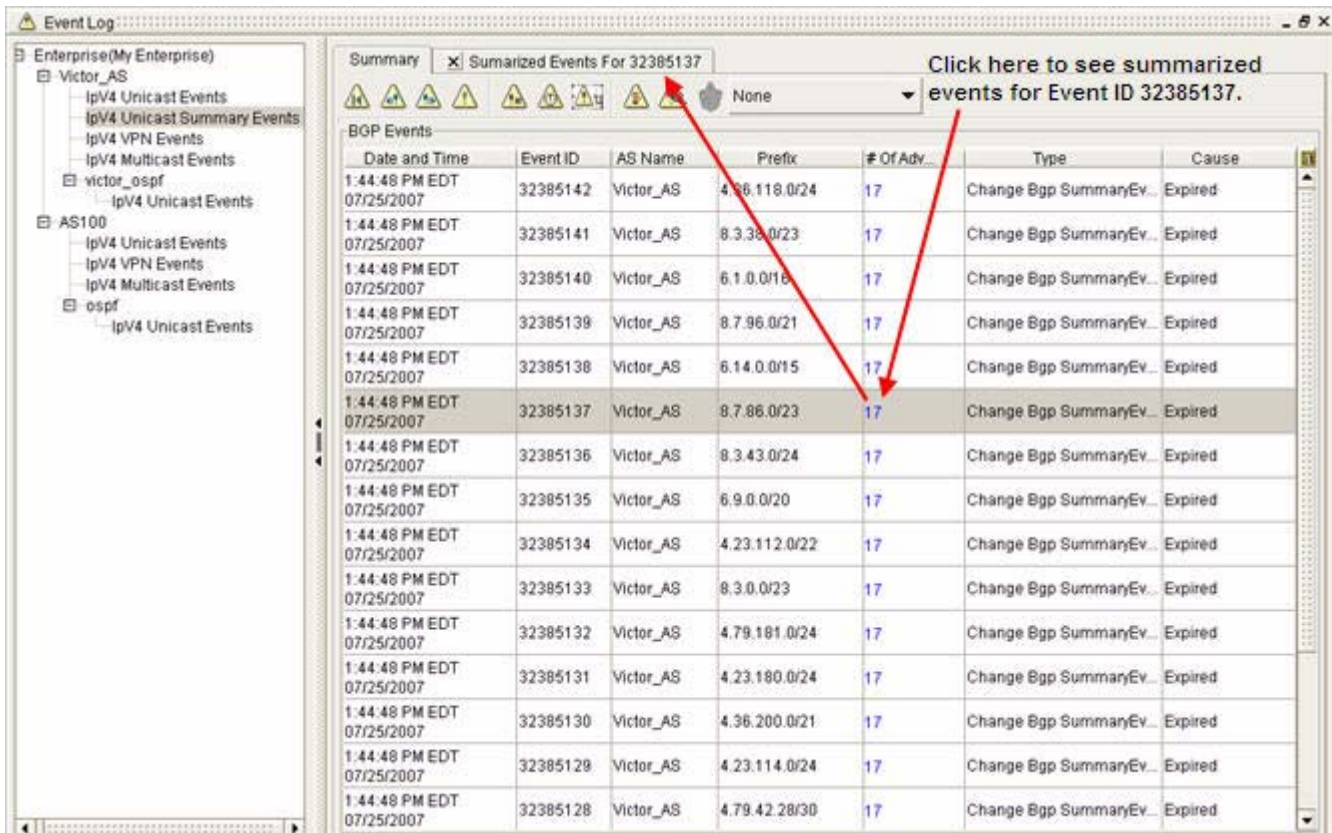 Event Log
Enterprise(My Enterprise)
Victor_AS
IpV4 Unicast Events
IpV4 Unicast Summary Events
IpV4 VPN Events
IpV4 Multicast Events
victor_ospf
IpV4 Unicast Events
AS100
IpV4 Unicast Events
IpV4 VPN Events
IpV4 Multicast Events
ospf
IpV4 Unicast Events
Summary Sumarized Events For 32385137
Click here to see summarized
events for Event ID 32385137.
None
BGP Events
Date and Time Event ID AS Name Prefix # Of Adv... Type Cause
1:44:48 PM EDT
07/25/2007 32385142 Victor_AS 4.36.118.0/24 17 Change Bgp SummaryEv... Expired
1:44:48 PM EDT
07/25/2007 32385141 Victor_AS 8.3.38.0/23 17 Change Bgp SummaryEv... Expired
1:44:48 PM EDT
07/25/2007 32385140 Victor_AS 6.1.0.0/16 17 Change Bgp SummaryEv... Expired
1:44:48 PM EDT
07/25/2007 32385139 Victor_AS 8.7.96.0/21 17 Change Bgp SummaryEv... Expired
1:44:48 PM EDT
07/25/2007 32385138 Victor_AS 6.14.0.0/15 17 Change Bgp SummaryEv... Expired
1:44:48 PM EDT
07/25/2007 32385137 Victor_AS 8.7.86.0/23 17 Change Bgp SummaryEv... Expired
1:44:48 PM EDT
07/25/2007 32385136 Victor_AS 8.3.43.0/24 17 Change Bgp SummaryEv... Expired
1:44:48 PM EDT
07/25/2007 32385135 Victor_AS 6.9.0.0/20 17 Change Bgp SummaryEv... Expired
1:44:48 PM EDT
07/25/2007 32385134 Victor_AS 4.23.112.0/22 17 Change Bgp SummaryEv... Expired
1:44:48 PM EDT
07/25/2007 32385133 Victor_AS 8.3.0.0/23 17 Change Bgp SummaryEv... Expired
1:44:48 PM EDT
07/25/2007 32385132 Victor_AS 4.79.181.0/24 17 Change Bgp SummaryEv... Expired
1:44:48 PM EDT
07/25/2007 32385131 Victor_AS 4.23.180.0/24 17 Change Bgp SummaryEv... Expired
1:44:48 PM EDT
07/25/2007 32385130 Victor_AS 4.36.200.0/21 17 Change Bgp SummaryEv... Expired
1:44:48 PM EDT
07/25/2007 32385129 Victor_AS 4.23.114.0/24 17 Change Bgp SummaryEv... Expired
1:44:48 PM EDT
07/25/2007 32385128 Victor_AS 4.79.42.28/30 17 Change Bgp SummaryEv... Expired